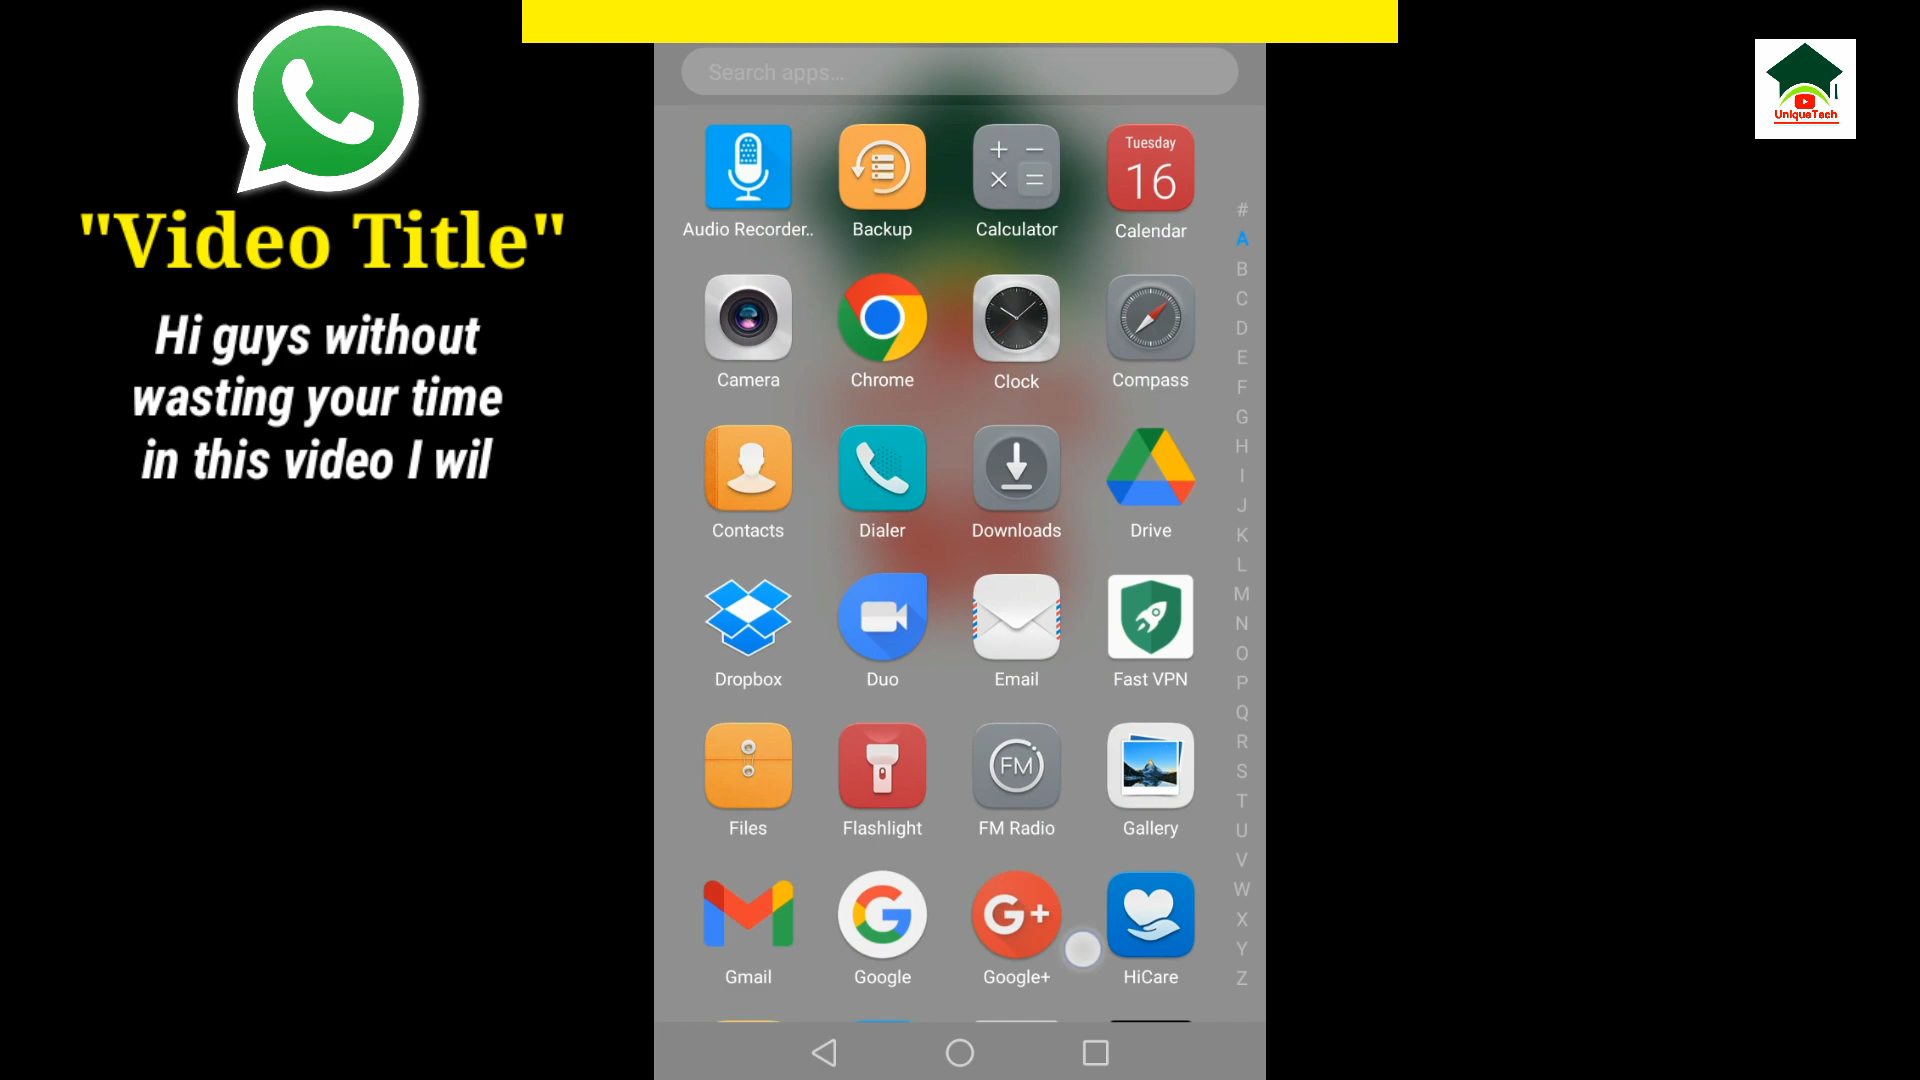 "Video Title"
Hi guys without
wasting your time
in this video I wil
Search apps...
Audio Recorder..
Backup
Calculator
Tuesday
16
Calendar
Camera
Chrome
Clock
Compass
Contacts
Dialer
Downloads
Drive
Dropbox
Duo
Email
Fast VPN
Files
Flashlight
FM
FM Radio
Gallery
Gmail
G
Google
G+
Google+
HiCare
#
A
B
C
D
E
F
G
H
I
J
K
L
M
N
O
P
Q
R
S
T
U
V
W
X
Y
Z
UniqueTech